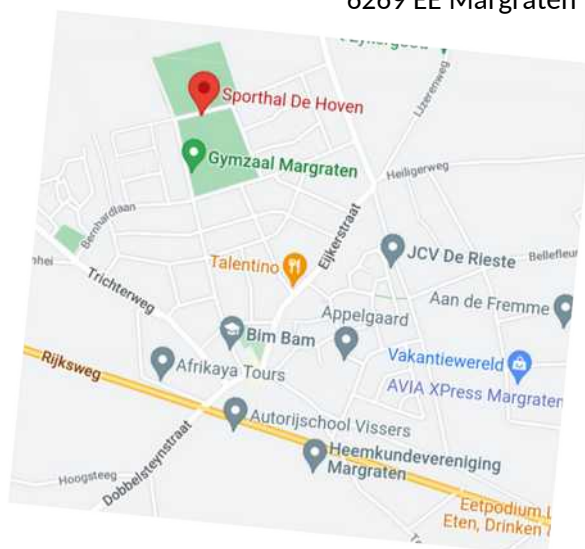 6269 EE Margraten
Sporthal De Hoven
IJzerenweg
Gymzaal Margraten
Heiligerweg
Bernhardlaan
Eijkerstraat
JCV De Rieste
Bellefleur
Talentino
Trichterweg
Aan de Fremme
Appelgaard
Bim Bam
Vakantiewereld
Rijksweg
Afrikaya Tours
AVIA XPress Margraten
Autorijschool Vissers
Heemkundevereniging
Margraten
Hoogsteeg
Dobbelsteynstraat
Eetpodium
Eten, Drinken